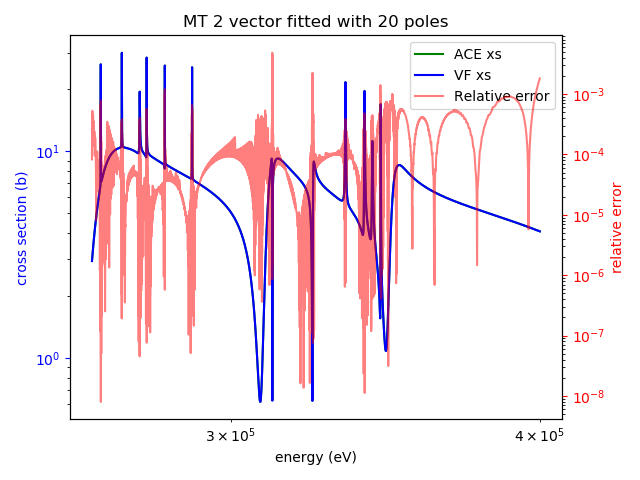 MT 2 vector fitted with 20 poles
ACE xs
VF xs
Relative error
cross section (b)
10¹
10⁰
relative error
10⁻³
10⁻⁴
10⁻⁵
10⁻⁶
10⁻⁷
10⁻⁸
3 × 10⁵
4 × 10⁵
energy (eV)